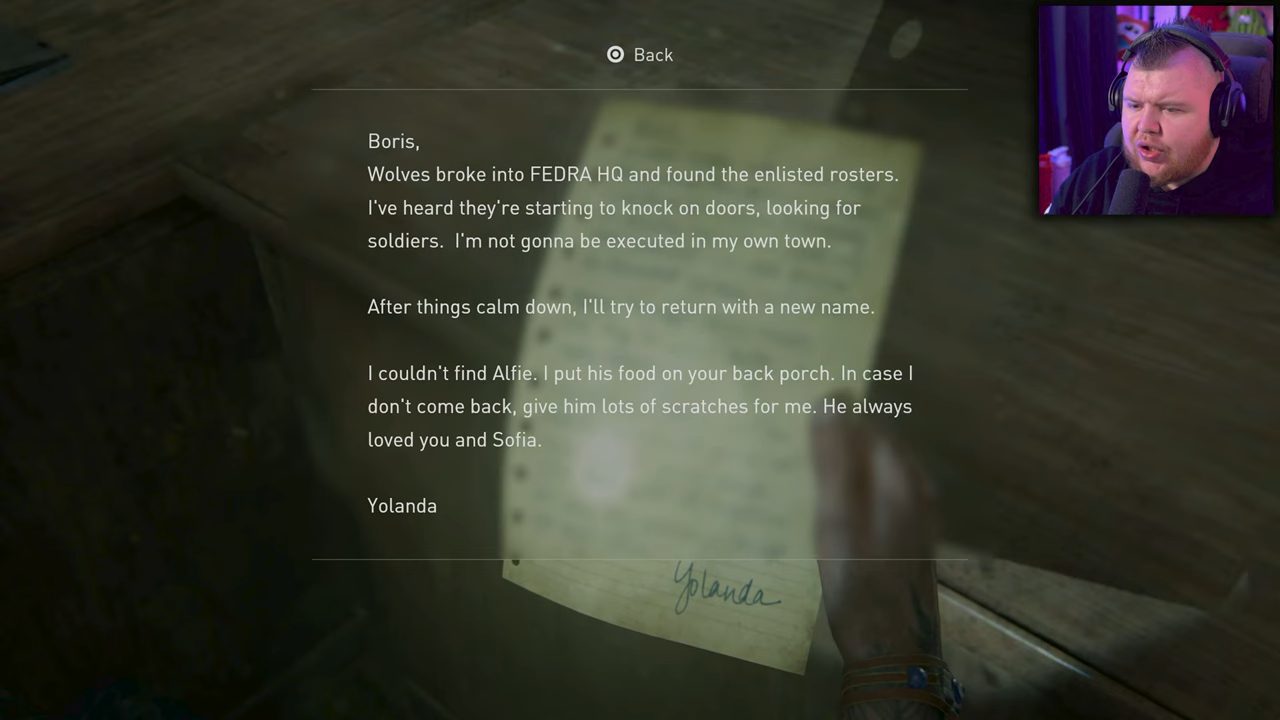 Back
Boris,
Wolves broke into FEDRA HQ and found the enlisted rosters.
I've heard they're starting to knock on doors, looking for
soldiers.  I'm not gonna be executed in my own town.
After things calm down, I'll try to return with a new name.
I couldn't find Alfie. I put his food on your back porch. In case I
don't come back, give him lots of scratches for me. He always
loved you and Sofia.
Yolanda
Yolanda